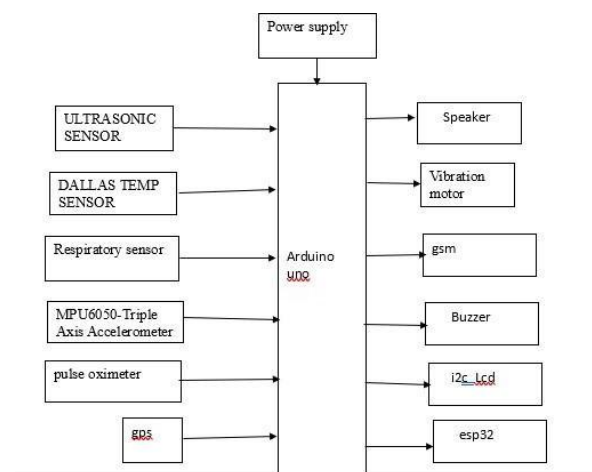 Power supply
ULTRASONIC
SENSOR
DALLAS TEMP
SENSOR
Respiratory sensor
MPU6050-Triple
Axis Accelerometer
pulse oximeter
gps
Arduino
uno
Speaker
Vibration
motor
gsm
Buzzer
i2c_Lcd
esp32